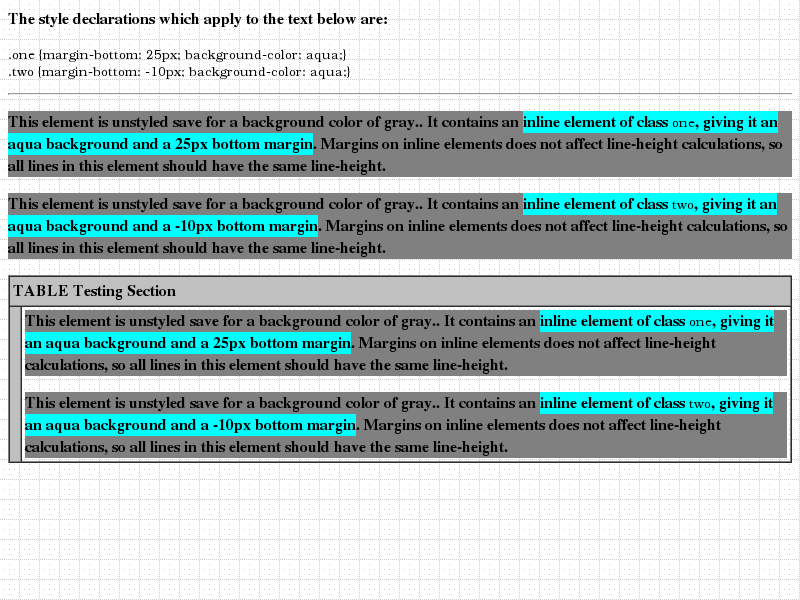 The style declarations which apply to the text below are:
.one {margin-bottom: 25px; background-color: aqua;}
.two {margin-bottom: -10px; background-color: aqua;}
This element is unstyled save for a background color of gray.. It contains an inline element of class one, giving it an
aqua background and a 25px bottom margin. Margins on inline elements does not affect line-height calculations, so
all lines in this element should have the same line-height.
This element is unstyled save for a background color of gray.. It contains an inline element of class two, giving it an
aqua background and a -10px bottom margin. Margins on inline elements does not affect line-height calculations, so
all lines in this element should have the same line-height.
TABLE Testing Section
This element is unstyled save for a background color of gray.. It contains an inline element of class one, giving it
an aqua background and a 25px bottom margin. Margins on inline elements does not affect line-height
calculations, so all lines in this element should have the same line-height.
This element is unstyled save for a background color of gray.. It contains an inline element of class two, giving it
an aqua background and a -10px bottom margin. Margins on inline elements does not affect line-height
calculations, so all lines in this element should have the same line-height.